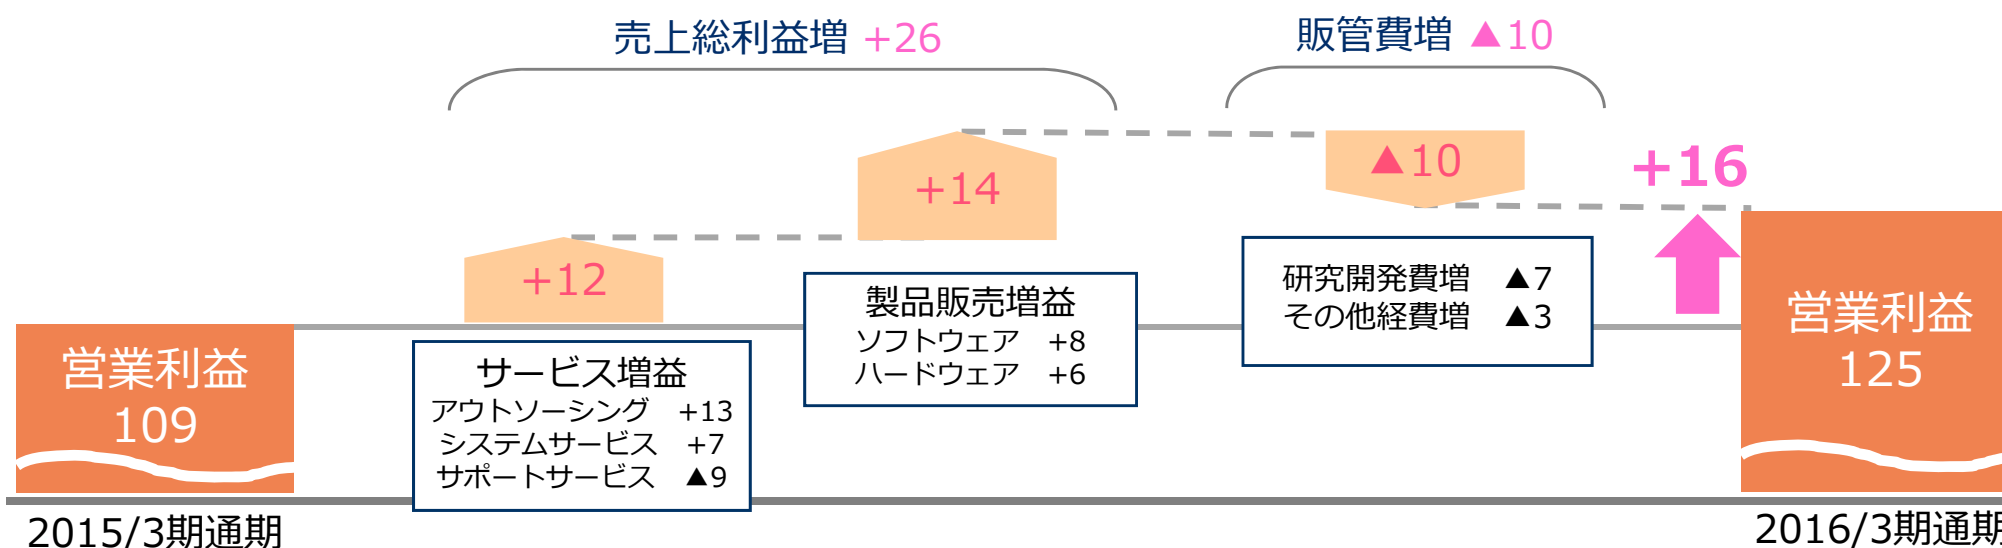 売上総利益増 +26
販管費増 ▲10
+12
+14
▲10
+16
営業利益
109
サービス増益
アウトソーシング +13
システムサービス +7
サポートサービス ▲9
製品販売増益
ソフトウェア +8
ハードウェア +6
研究開発費増 ▲7
その他経費増 ▲3
営業利益
125
2015/3期通期
2016/3期通期